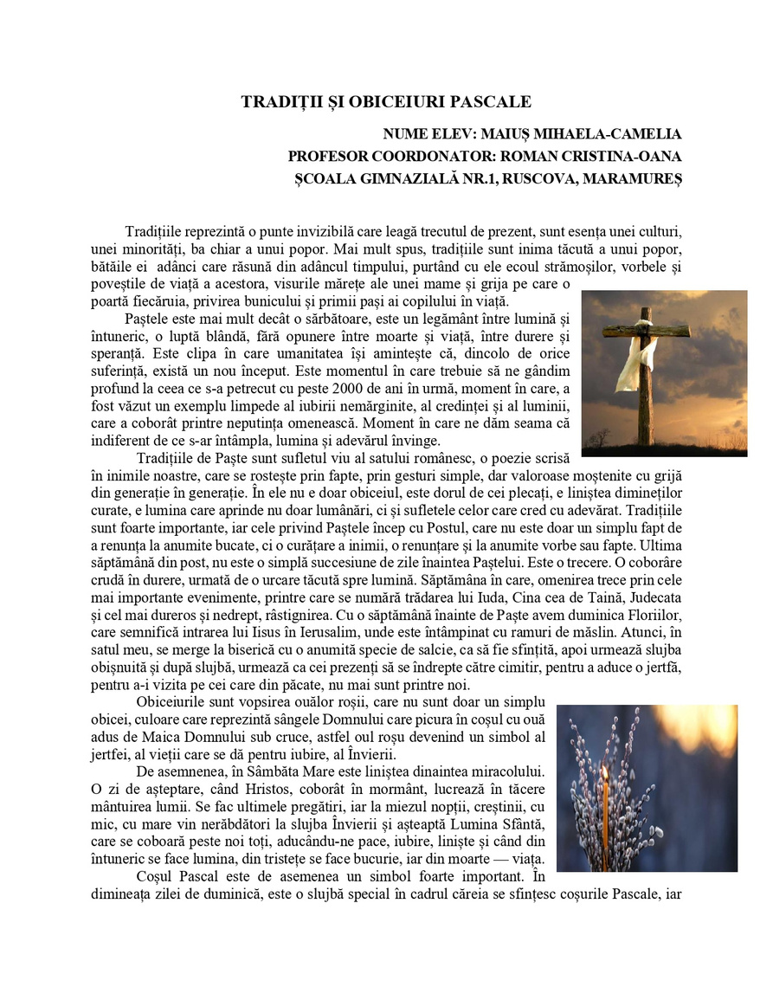 TRADIȚII ȘI OBICEIURI PASCALE
NUME ELEV: MAIUȘ MIHAELA-CAMELIA
PROFESOR COORDONATOR: ROMAN CRISTINA-OANA
ȘCOALA GIMNAZIALĂ NR.1, RUSCOVA, MARAMUREȘ
Tradițiile reprezintă o punte invizibilă care leagă trecutul de prezent, sunt esența unei culturi,
unei minorități, ba chiar a unui popor. Mai mult spus, tradițiile sunt inima tăcută a unui popor,
bătăile ei  adânci care răsună din adâncul timpului, purtând cu ele ecoul strămoșilor, vorbele și
poveștile de viață a acestora, visurile mărețe ale unei mame și grija pe care o
poartă fiecăruia, privirea bunicului și primii pași ai copilului în viață.
Paștele este mai mult decât o sărbătoare, este un legământ între lumină și
întuneric, o luptă blândă, fără opunere între moarte și viață, între durere și
speranță. Este clipa în care umanitatea își amintește că, dincolo de orice
suferință, există un nou început. Este momentul în care trebuie să ne gândim
profund la ceea ce s-a petrecut cu peste 2000 de ani în urmă, moment în care, a
fost văzut un exemplu limpede al iubirii nemărginite, al credinței și al luminii,
care a coborât printre neputința omenească. Moment în care ne dăm seama că
indiferent de ce s-ar întâmpla, lumina și adevărul învinge.
Tradițiile de Paște sunt sufletul viu al satului românesc, o poezie scrisă
în inimile noastre, care se rostește prin fapte, prin gesturi simple, dar valoroase moștenite cu grijă
din generație în generație. În ele nu e doar obiceiul, este dorul de cei plecați, e liniștea dimineților
curate, e lumina care aprinde nu doar lumânări, ci și sufletele celor care cred cu adevărat. Tradițiile
sunt foarte importante, iar cele privind Paștele încep cu Postul, care nu este doar un simplu fapt de
a renunța la anumite bucate, ci o curățare a inimii, o renunțare și la anumite vorbe sau fapte. Ultima
săptămână din post, nu este o simplă succesiune de zile înaintea Paștelui. Este o trecere. O coborâre
crudă în durere, urmată de o urcare tăcută spre lumină. Săptămâna în care, omenirea trece prin cele
mai importante evenimente, printre care se numără trădarea lui Iuda, Cina cea de Taină, Judecata
și cel mai dureros și nedrept, râstignirea. Cu o săptămână înainte de Paște avem duminica Floriilor,
care semnifică intrarea lui Iisus în Ierusalim, unde este întâmpinat cu ramuri de măslin. Atunci, în
satul meu, se merge la biserică cu o anumită specie de salcie, ca să fie sfințită, apoi urmează slujba
obișnuită și după slujbă, urmează ca cei prezenți să se îndrepte către cimitir, pentru a aduce o jertfă,
pentru a-i vizita pe cei care din păcate, nu mai sunt printre noi.
Obiceiurile sunt vopsirea ouălor roșii, care nu sunt doar un simplu
obicei, culoare care reprezintă sângele Domnului care picura în coșul cu ouă
adus de Maica Domnului sub cruce, astfel oul roșu devenind un simbol al
jertfei, al vieții care se dă pentru iubire, al Învierii.
De asemnenea, în Sâmbăta Mare este liniștea dinaintea miracolului.
O zi de așteptare, când Hristos, coborât în mormânt, lucrează în tăcere
mântuirea lumii. Se fac ultimele pregătiri, iar la miezul nopții, creștinii, cu
mic, cu mare vin nerăbdători la slujba Învierii și așteaptă Lumina Sfântă,
care se coboară peste noi toți, aducându-ne pace, iubire, liniște și când din
întuneric se face lumina, din tristețe se face bucurie, iar din moarte — viața.
Coșul Pascal este de asemenea un simbol foarte important. În
dimineața zilei de duminică, este o slujbă special în cadrul căreia se sfințesc coșurile Pascale, iar